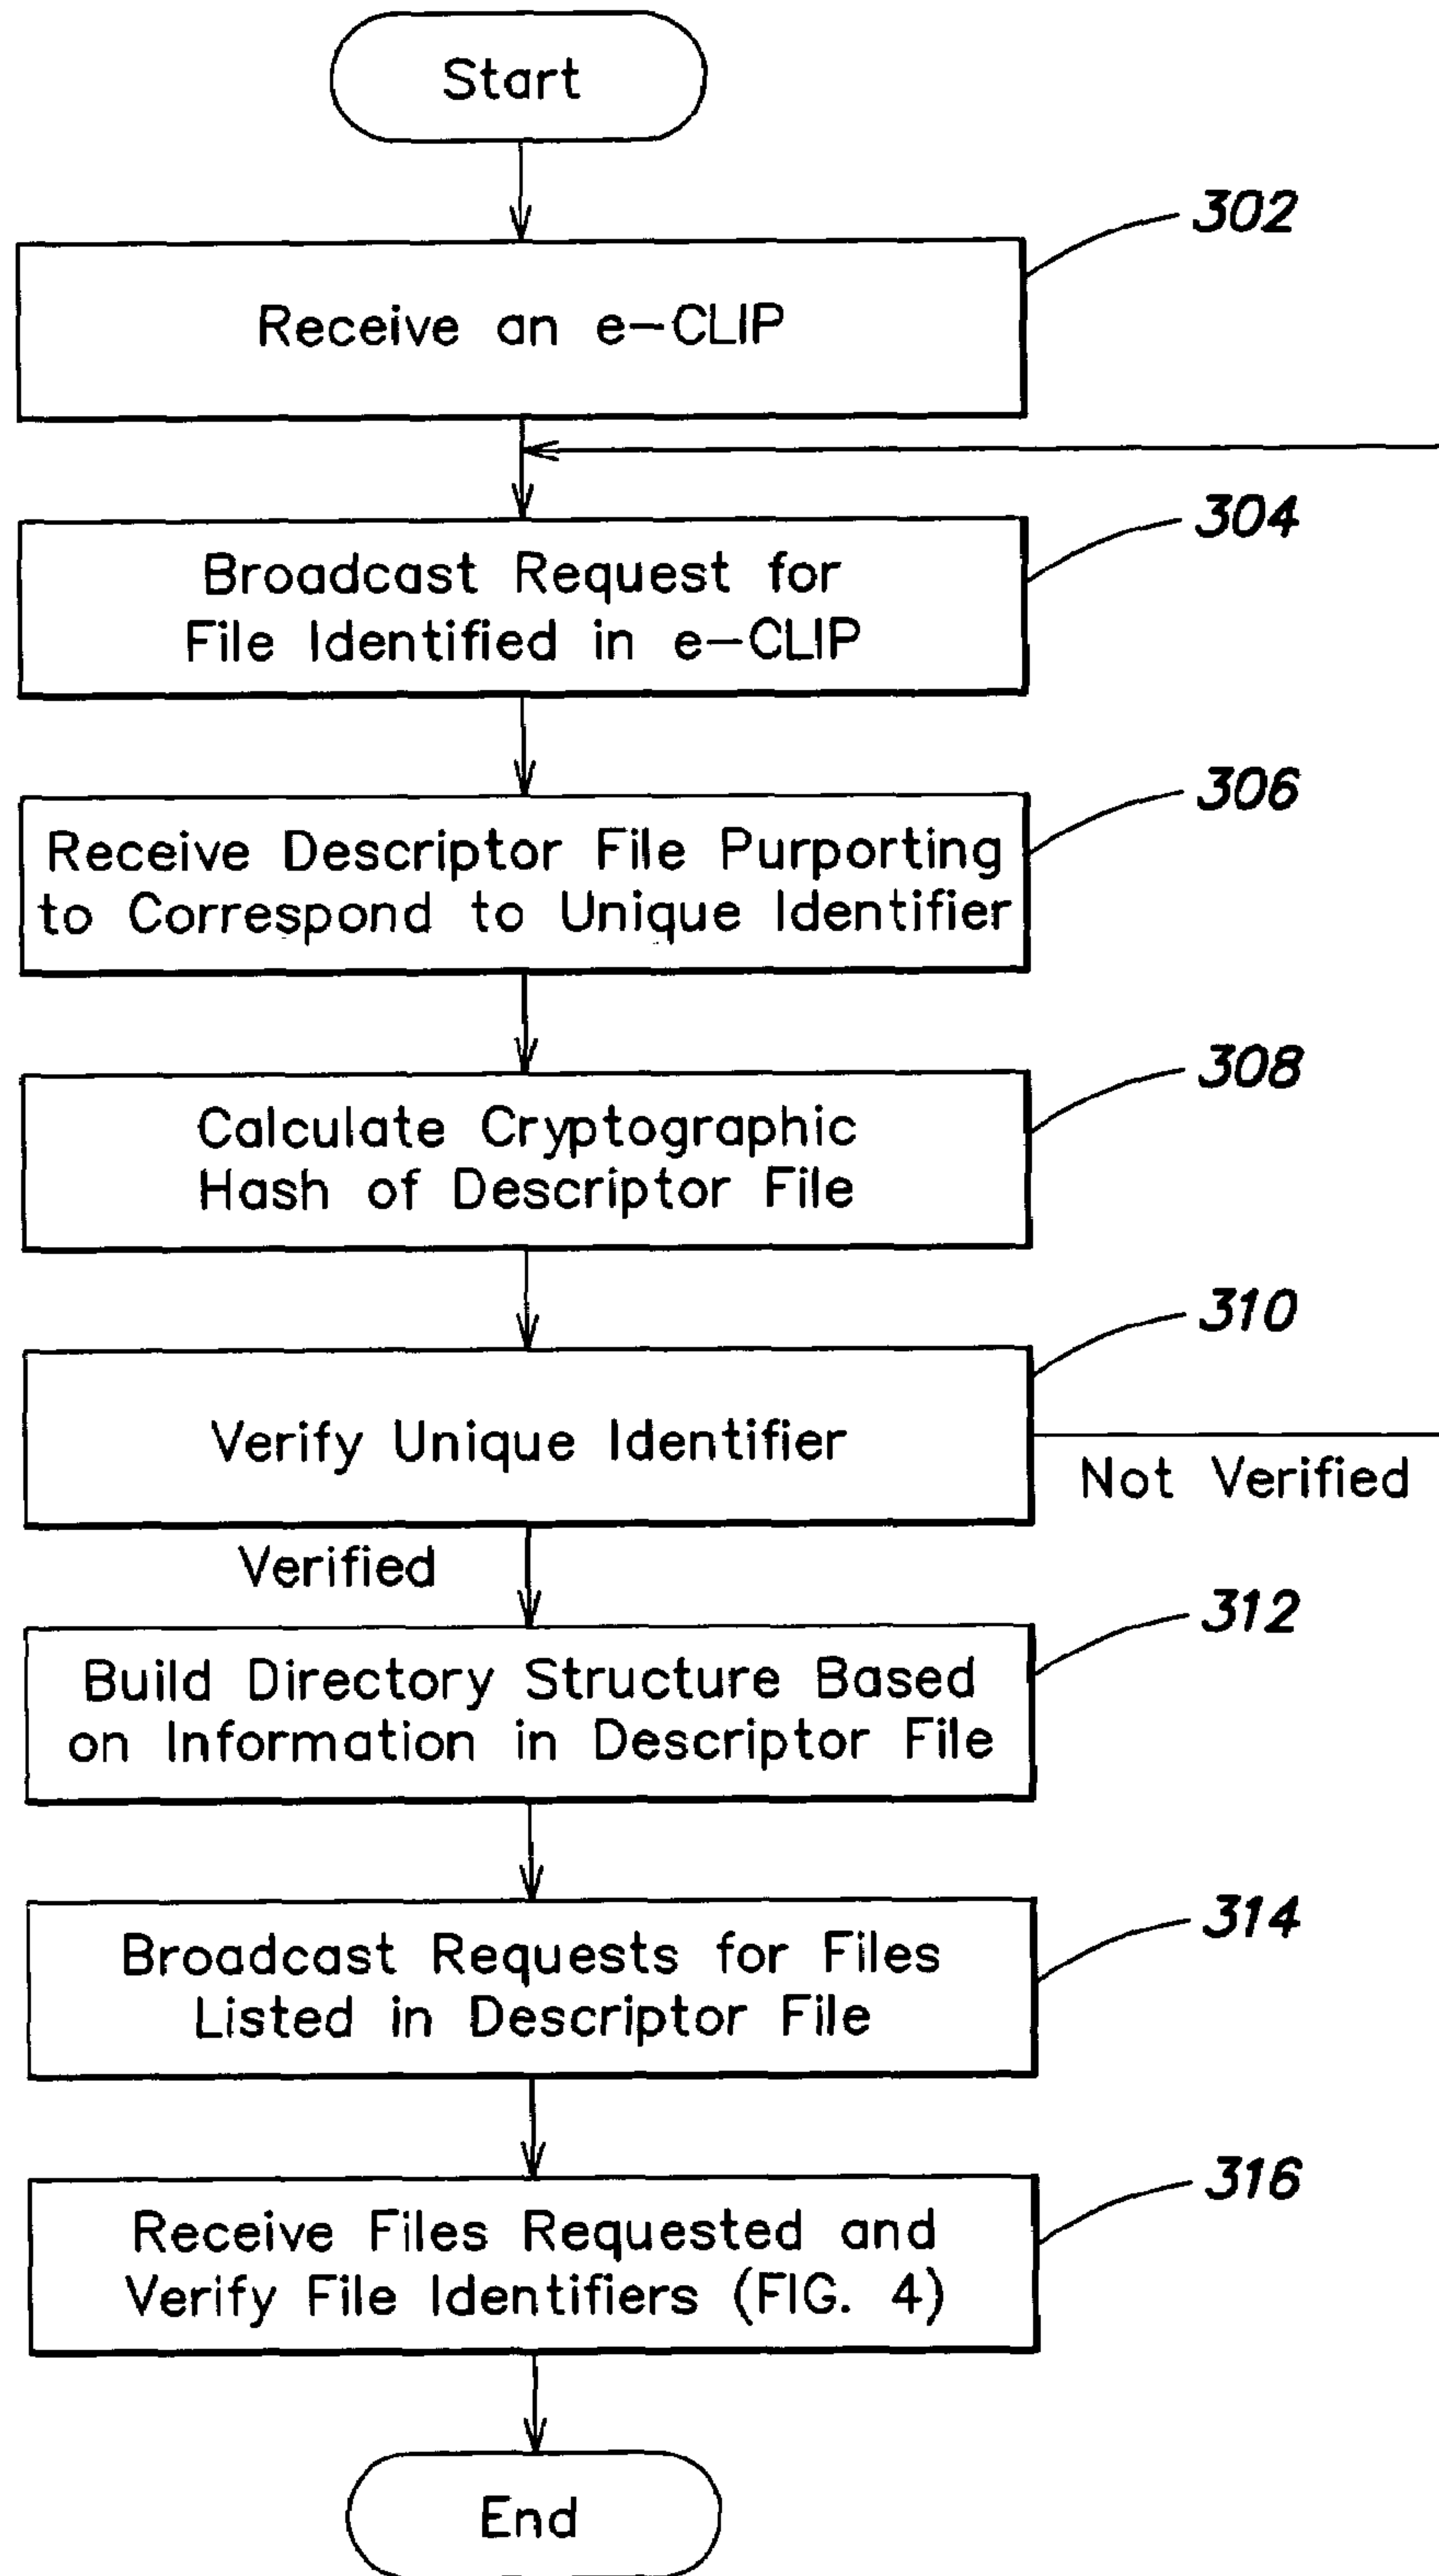 Start
302
Receive an e-CLIP
304
Broadcast Request for
File Identified in e-CLIP
306
Receive Descriptor File Purporting
to Correspond to Unique Identifier
308
Calculate Cryptographic
Hash of Descriptor File
310
Verify Unique Identifier
Not Verified
Verified
312
Build Directory Structure Based
on Information in Descriptor File
314
Broadcast Requests for Files
Listed in Descriptor File
316
Receive Files Requested and
Verify File Identifiers (FIG. 4)
End